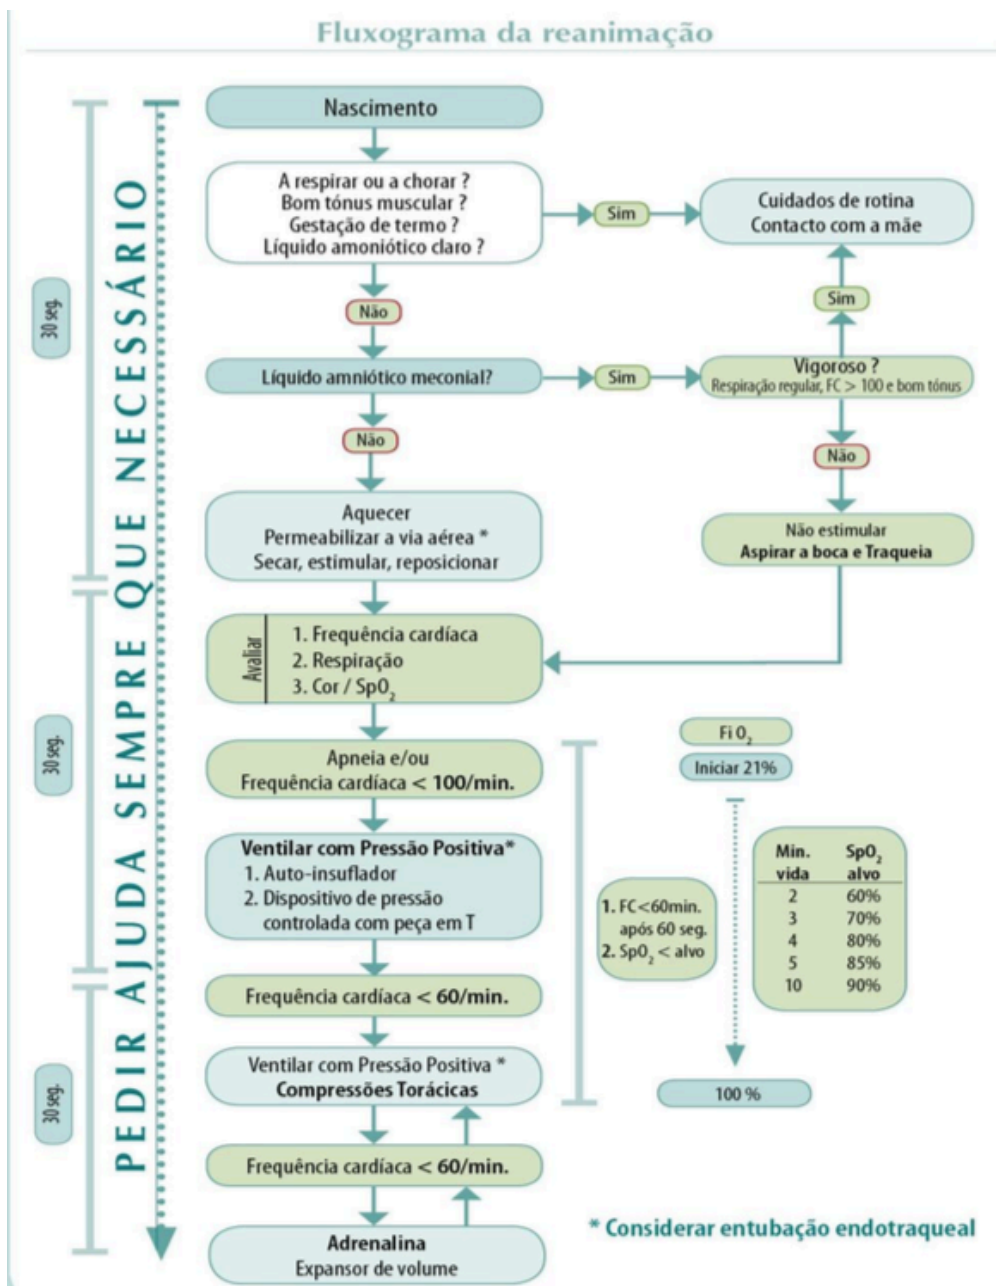 Fluxograma da reanimação
PEDIR AJUDA SEMPRE QUE NECESSÁRIO
30 seg.
30 seg.
30 seg.
Nascimento
A respirar ou a chorar ?
Bom tónus muscular ?
Gestação de termo ?
Líquido amoniótico claro ?
Sim
Cuidados de rotina
Contacto com a mãe
Não
Sim
Líquido amniótico meconial?
Sim
Vigoroso ?
Respiração regular, FC > 100 e bom tónus
Não
Não
Aquecer
Permeabilizar a via aérea *
Secar, estimular, reposicionar
Não estimular
Aspirar a boca e Traqueia
Avaliar
1. Frequência cardíaca
2. Respiração
3. Cor / SpO₂
Apneia e/ou
Frequência cardíaca < 100/min.
Ventilar com Pressão Positiva*
1. Auto-insuflador
2. Dispositivo de pressão
controlada com peça em T
Frequência cardíaca < 60/min.
Ventilar com Pressão Positiva *
Compressões Torácicas
Frequência cardíaca < 60/min.
Adrenalina
Expansor de volume
1. FC<60min.
após 60 seg.
2. SpO₂ < alvo
Fi O₂
Iniciar 21%
Min. SpO₂
vida alvo
2 60%
3 70%
4 80%
5 85%
10 90%
100 %
* Considerar entubação endotraqueal